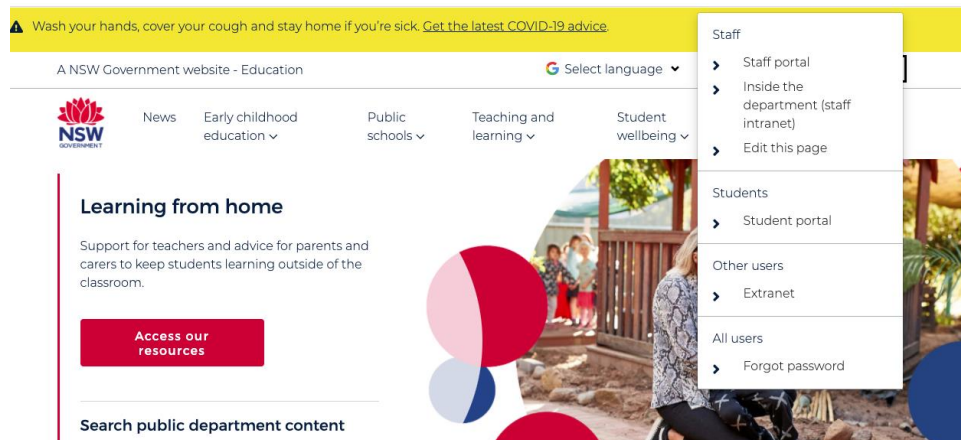 Wash your hands, cover your cough and stay home if you're sick. Get the latest COVID-19 advice.
A NSW Government website - Education
Select language
NSW
GOVERNMENT
News
Early childhood
education
Public
schools
Teaching and
learning
Student
wellbeing
Staff
Staff portal
Inside the
department (staff
intranet)
Edit this page
Students
Student portal
Other users
Extranet
All users
Forgot password
Learning from home
Support for teachers and advice for parents and
carers to keep students learning outside of the
classroom.
Access our
resources
Search public department content